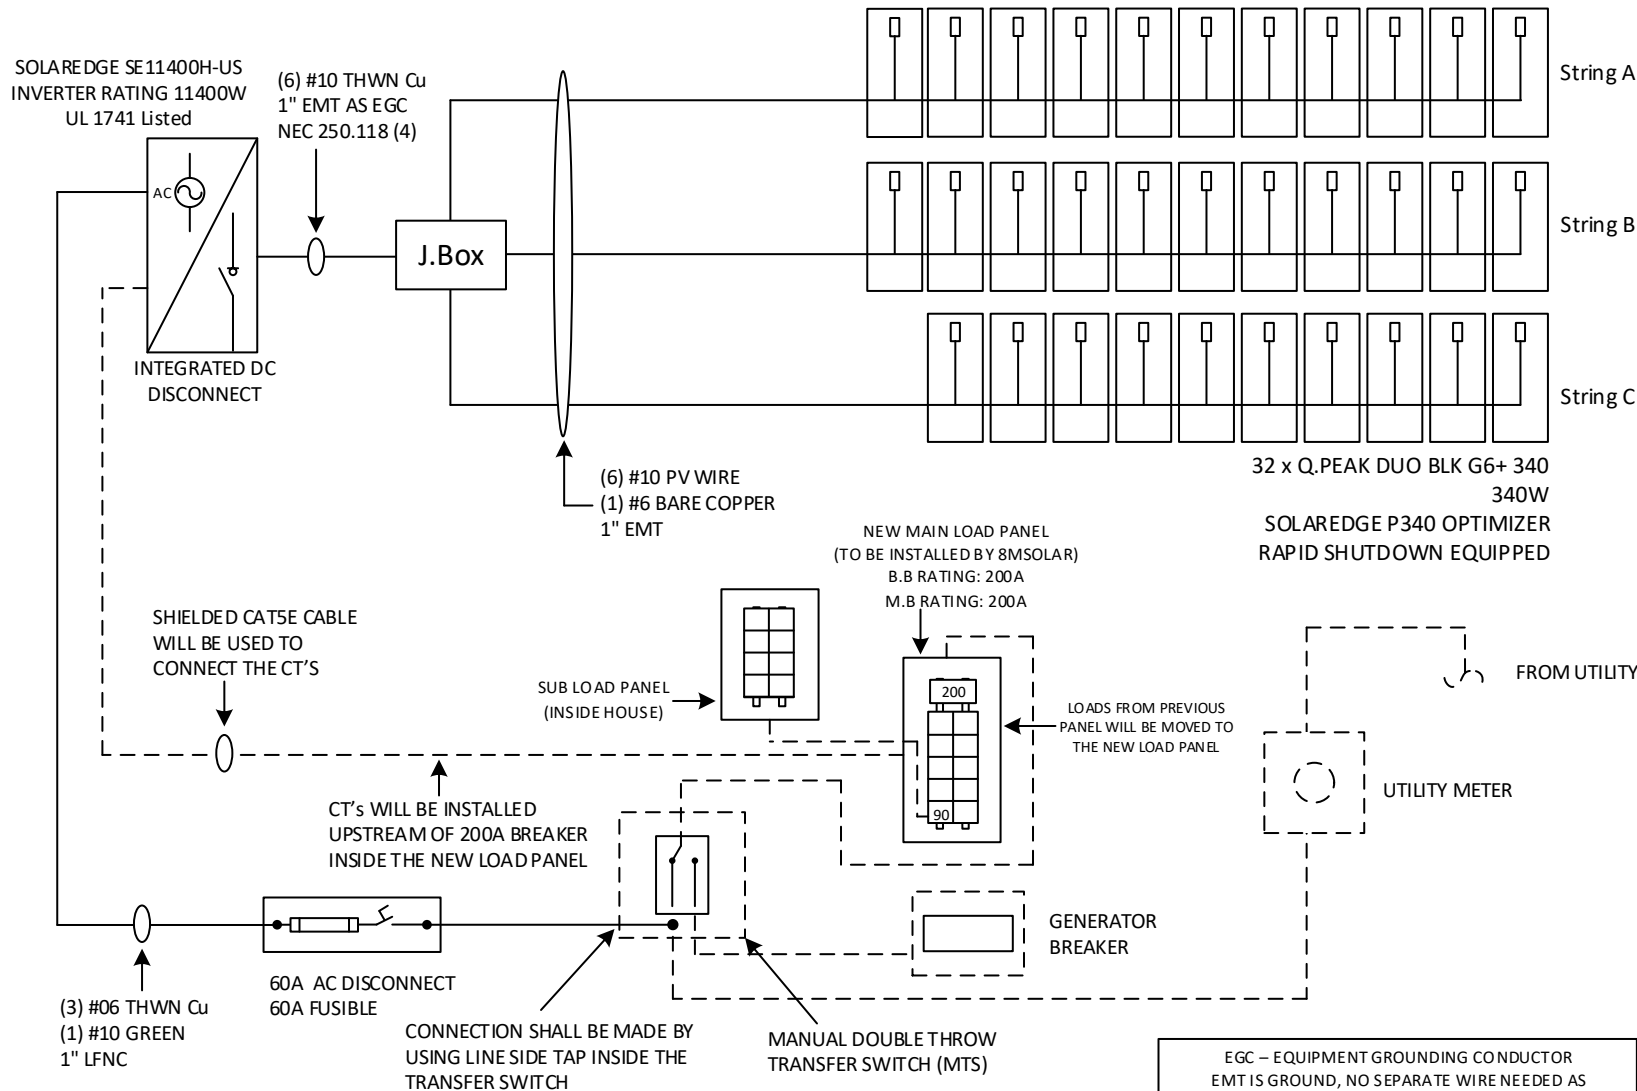 SOLAREDGE SE11400H-US
INVERTER RATING 11400W
UL 1741 Listed
(6) #10 THWN Cu
1" EMT AS EGC
NEC 250.118 (4)
String A
AC
J.Box
String B
INTEGRATED DC
DISCONNECT
String C
(6) #10 PV WIRE
(1) #6 BARE COPPER
1" EMT
32 x Q.PEAK DUO BLK G6+ 340
340W
SOLAREDGE P340 OPTIMIZER
RAPID SHUTDOWN EQUIPPED
NEW MAIN LOAD PANEL
(TO BE INSTALLED BY 8MSOLAR)
B.B RATING: 200A
M.B RATING: 200A
SHIELDED CAT5E CABLE
WILL BE USED TO
CONNECT THE CT'S
SUB LOAD PANEL
(INSIDE HOUSE)
200
90
LOADS FROM PREVIOUS
PANEL WILL BE MOVED TO
THE NEW LOAD PANEL
FROM UTILITY
UTILITY METER
CT's WILL BE INSTALLED
UPSTREAM OF 200A BREAKER
INSIDE THE NEW LOAD PANEL
GENERATOR
BREAKER
(3) #06 THWN Cu
(1) #10 GREEN
1" LFNC
60A AC DISCONNECT
60A FUSIBLE
CONNECTION SHALL BE MADE BY
USING LINE SIDE TAP INSIDE THE
TRANSFER SWITCH
MANUAL DOUBLE THROW
TRANSFER SWITCH (MTS)
EGC – EQUIPMENT GROUNDING CONDUCTOR
EMT IS GROUND, NO SEPARATE WIRE NEEDED AS